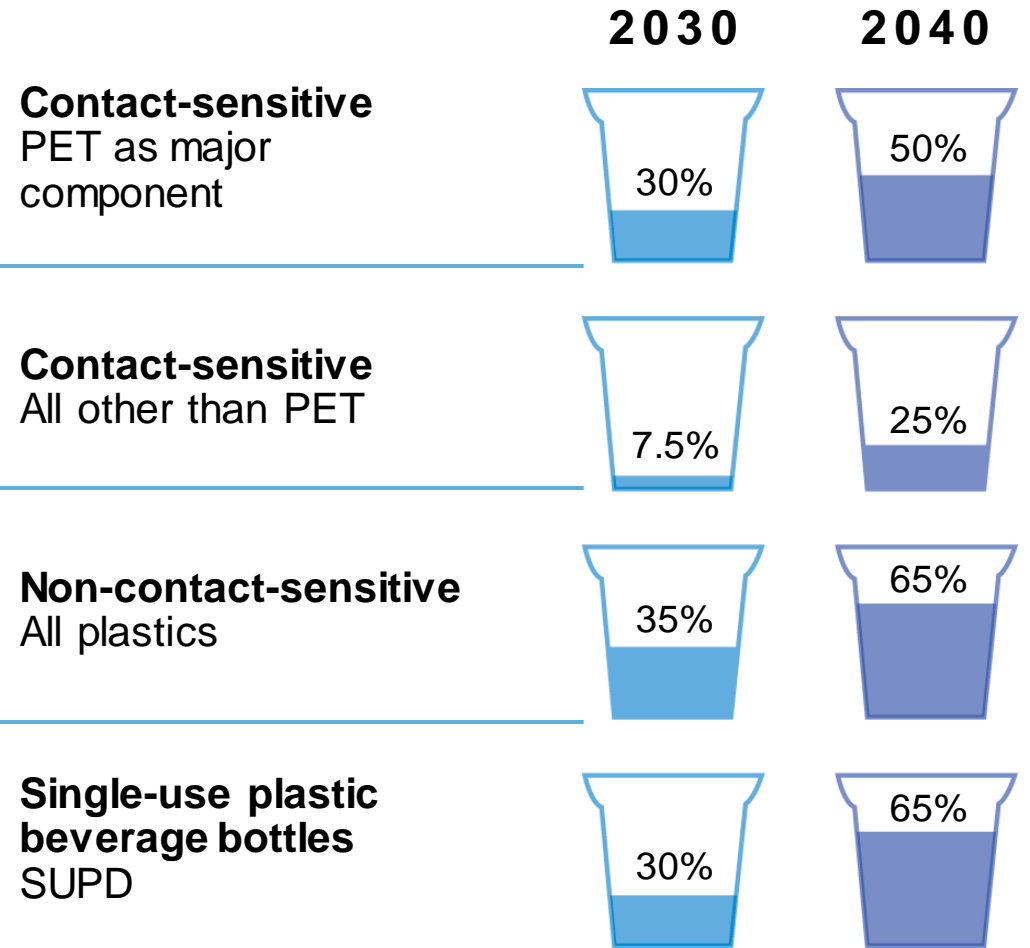 2030 2040
Contact-sensitive
PET as major
component
30% 50%
Contact-sensitive
All other than PET
7.5% 25%
Non-contact-sensitive
All plastics
35% 65%
Single-use plastic
beverage bottles
SUPD
30% 65%